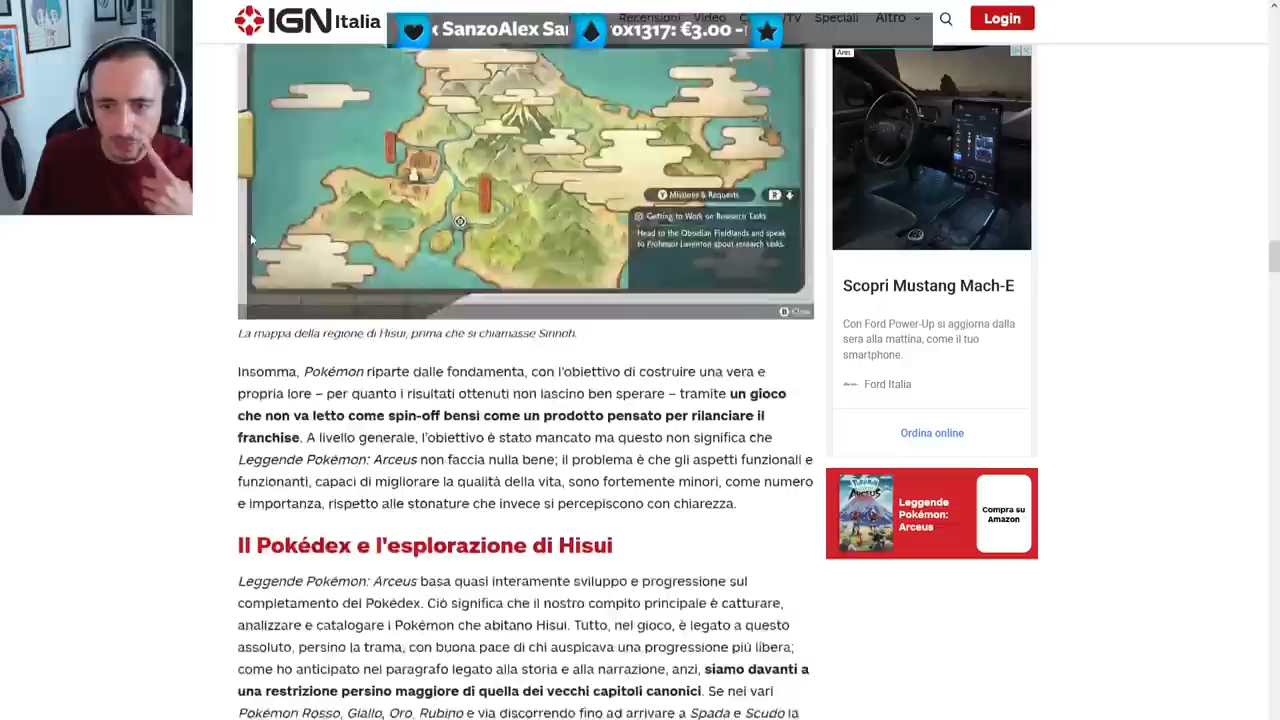 IGN Italia
Recensioni Video
Speciali Altro
Login
SanzoAlex
ox1317: €3.00 -
Ann.
Missions & Requests
R
Getting to Work on Research Tasks
Head to the Obsidian Fieldlands and speak
to Professor Laventon about research tasks.
Close
La mappa della regione di Hisui, prima che si chiamasse Sinnoh.
Insomma, Pokémon riparte dalle fondamenta, con l'obiettivo di costruire una vera e
propria lore – per quanto i risultati ottenuti non lascino ben sperare – tramite un gioco
che non va letto come spin-off bensì come un prodotto pensato per rilanciare il
franchise. A livello generale, l'obiettivo è stato mancato ma questo non significa che
Leggende Pokémon: Arceus non faccia nulla bene; il problema è che gli aspetti funzionali e
funzionanti, capaci di migliorare la qualità della vita, sono fortemente minori, come numero
e importanza, rispetto alle stonature che invece si percepiscono con chiarezza.
Il Pokédex e l'esplorazione di Hisui
Leggende Pokémon: Arceus basa quasi interamente sviluppo e progressione sul
completamento del Pokédex. Ciò significa che il nostro compito principale è catturare,
analizzare e catalogare i Pokémon che abitano Hisui. Tutto, nel gioco, è legato a questo
assoluto, persino la trama, con buona pace di chi auspicava una progressione più libera;
come ho anticipato nel paragrafo legato alla storia e alla narrazione, anzi, siamo davanti a
una restrizione persino maggiore di quella dei vecchi capitoli canonici. Se nei vari
Pokémon Rosso, Giallo, Oro, Rubino e via discorrendo fino ad arrivare a Spada e Scudo la
Scopri Mustang Mach-E
Con Ford Power-Up si aggiorna dalla
sera alla mattina, come il tuo
smartphone.
Ford Italia
Ordina online
ARCEUS
Leggende
Pokémon:
Arceus
Compra su
Amazon